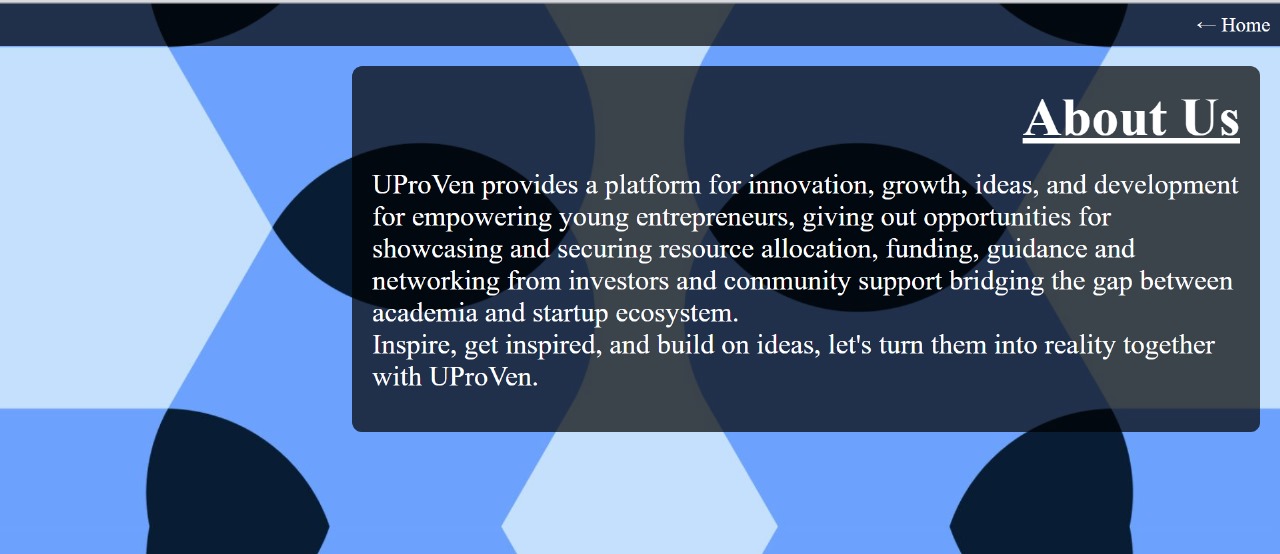 ← Home
About Us
UProVen provides a platform for innovation, growth, ideas, and development
for empowering young entrepreneurs, giving out opportunities for
showcasing and securing resource allocation, funding, guidance and
networking from investors and community support bridging the gap between
academia and startup ecosystem.
Inspire, get inspired, and build on ideas, let's turn them into reality together
with UProVen.